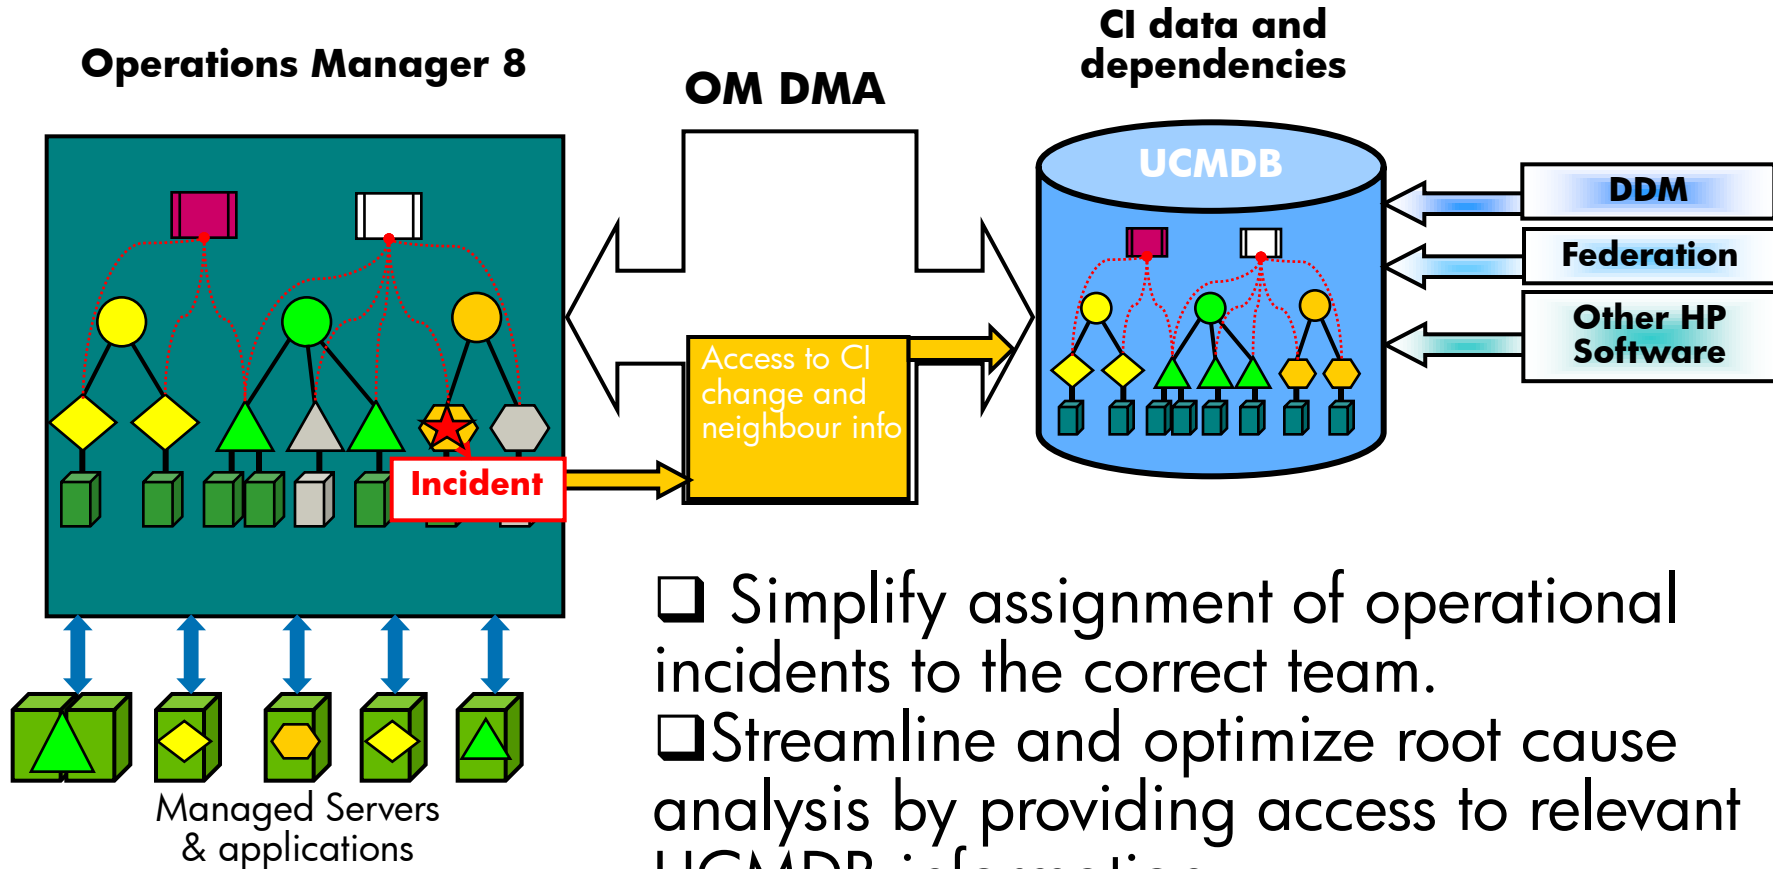 Operations Manager 8
OM DMA
CI data and
dependencies
UCMDB
DDM
Federation
Other HP
Software
Access to CI
change and
neighbour info
Incident
Managed Servers
& applications
❑ Simplify assignment of operational
incidents to the correct team.
❑Streamline and optimize root cause
analysis by providing access to relevant
UCMDB information